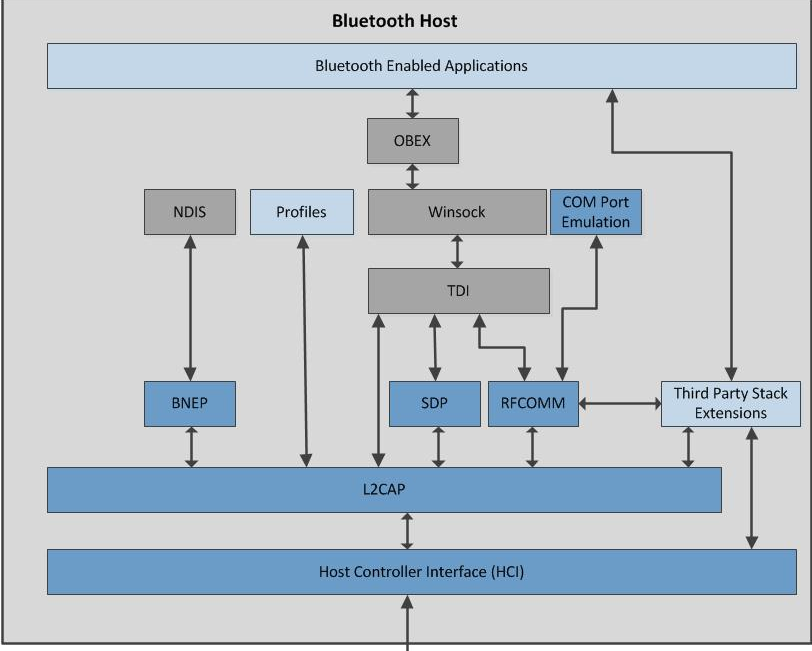 Bluetooth Host
Bluetooth Enabled Applications
OBEX
NDIS
Profiles
Winsock
COM Port
Emulation
TDI
BNEP
SDP
RFCOMM
Third Party Stack
Extensions
L2CAP
Host Controller Interface (HCI)